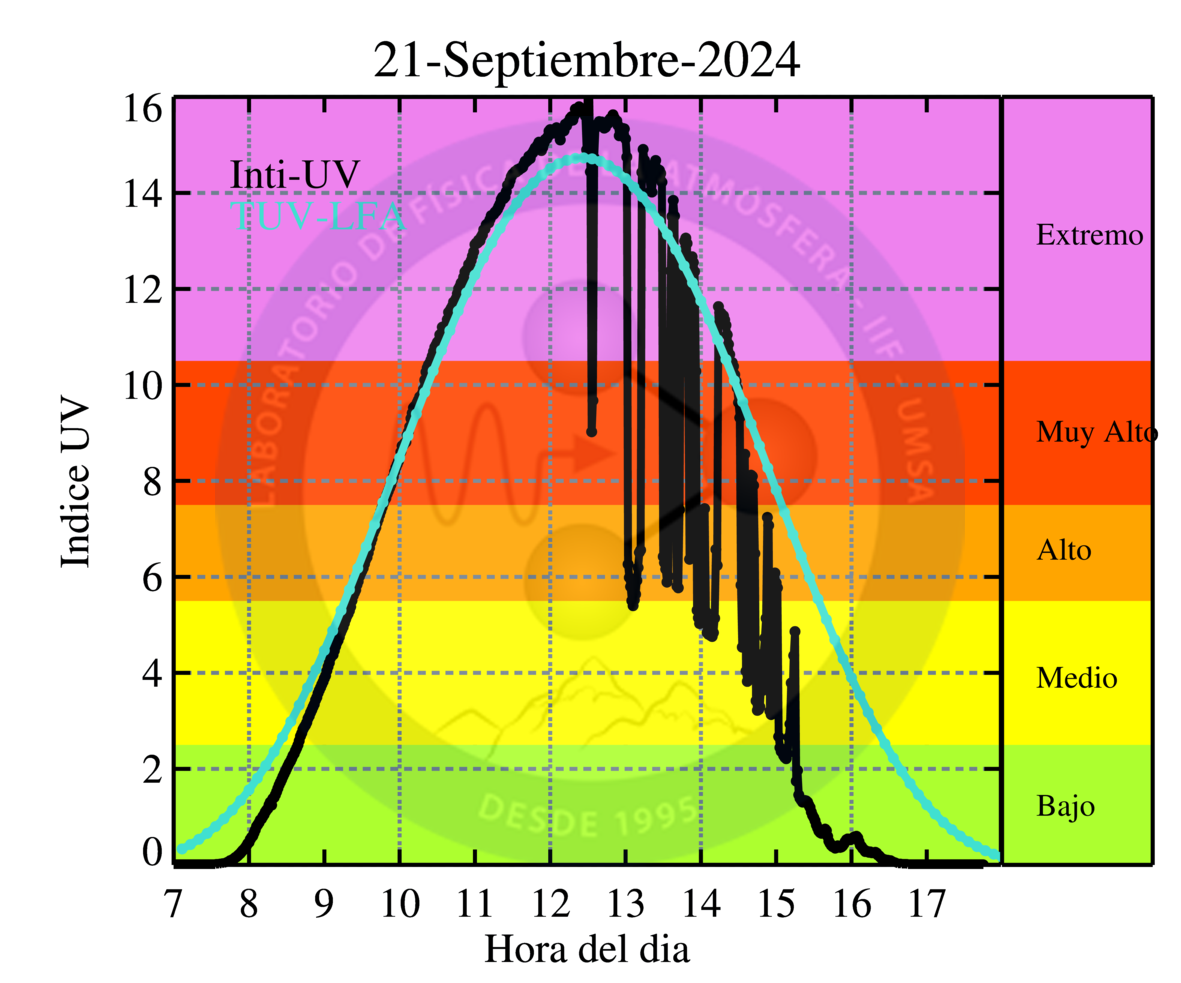 21-Septiembre-2024
Inti-UV
TUV-LFA
Indice UV
16
14
12
10
8
6
4
2
0
7 8 9 10 11 12 13 14 15 16 17
Hora del dia
Extremo
Muy Alto
Alto
Medio
Bajo
LABORATORIO DE FÍSICA DE LA ATMÓSFERA - IIF - UMSA
DESDE 1995